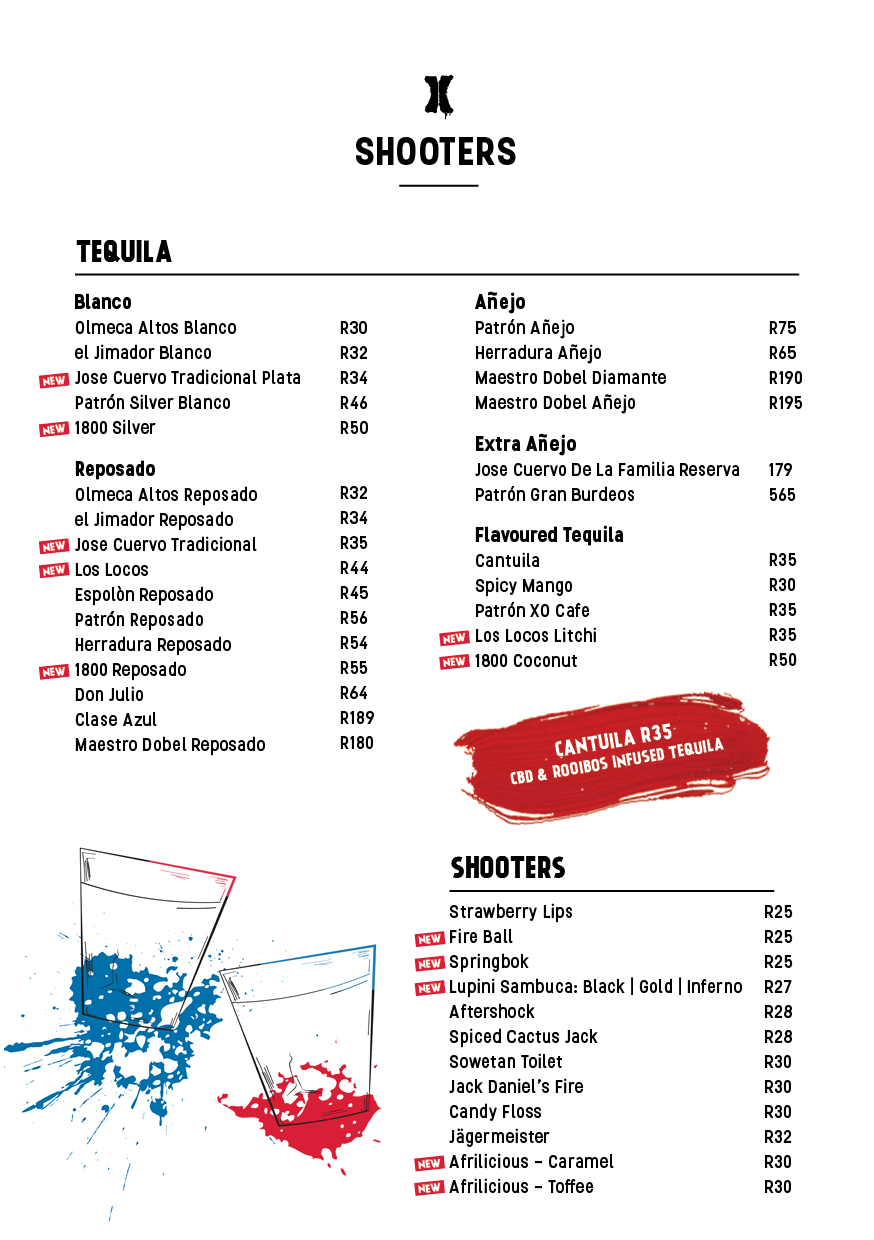 SHOOTERS
TEQUILA
Blanco
Olmeca Altos Blanco R30
el Jimador Blanco R32
NEW Jose Cuervo Tradicional Plata R34
Patrón Silver Blanco R46
NEW 1800 Silver R50
Reposado
Olmeca Altos Reposado R32
el Jimador Reposado R34
NEW Jose Cuervo Tradicional R35
NEW Los Locos R44
Espolòn Reposado R45
Patrón Reposado R56
Herradura Reposado R54
NEW 1800 Reposado R55
Don Julio R64
Clase Azul R189
Maestro Dobel Reposado R180
Añejo
Patrón Añejo R75
Herradura Añejo R65
Maestro Dobel Diamante R190
Maestro Dobel Añejo R195
Extra Añejo
Jose Cuervo De La Familia Reserva 179
Patrón Gran Burdeos 565
Flavoured Tequila
Cantuila R35
Spicy Mango R30
Patrón XO Cafe R35
NEW Los Locos Litchi R35
NEW 1800 Coconut R50
CANTUILA R35
CBD & ROOIBOS INFUSED TEQUILA
SHOOTERS
Strawberry Lips R25
NEW Fire Ball R25
NEW Springbok R25
NEW Lupini Sambuca: Black | Gold | Inferno R27
Aftershock R28
Spiced Cactus Jack R28
Sowetan Toilet R30
Jack Daniel's Fire R30
Candy Floss R30
Jägermeister R32
NEW Afrilicious - Caramel R30
NEW Afrilicious - Toffee R30